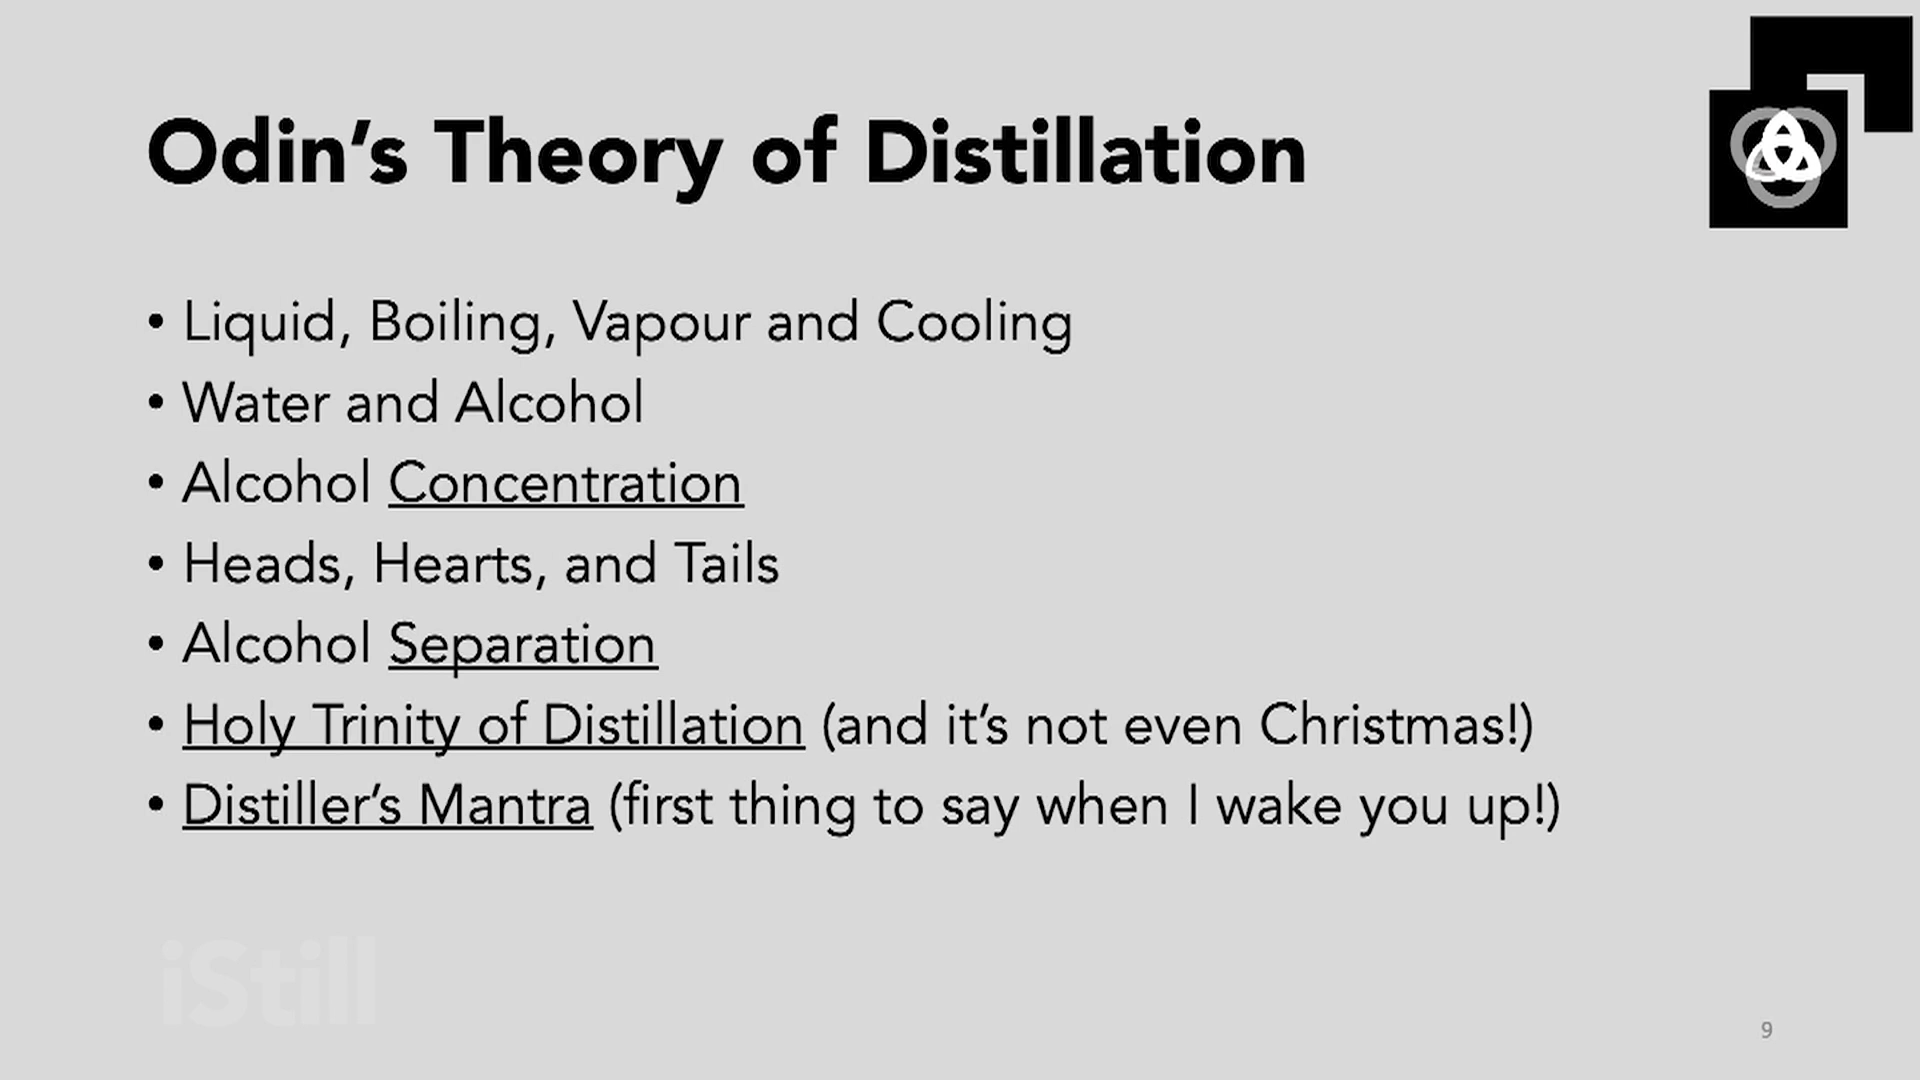 Odin’s Theory of Distillation
• Liquid, Boiling, Vapour and Cooling
• Water and Alcohol
• Alcohol Concentration
• Heads, Hearts, and Tails
• Alcohol Separation
• Holy Trinity of Distillation (and it’s not even Christmas!)
• Distiller’s Mantra (first thing to say when I wake you up!)
iStill
9